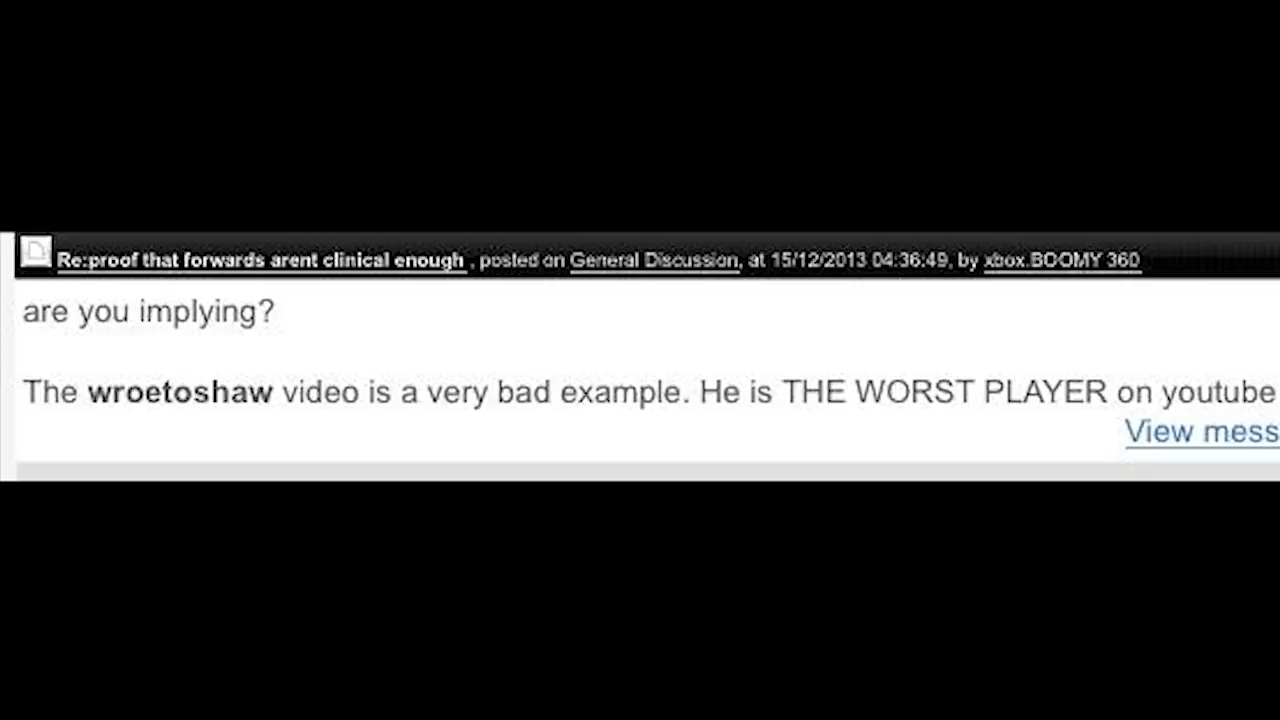 Re:proof that forwards arent clinical enough , posted on General Discussion, at 15/12/2013 04:36:49, by xbox.BOOMY 360
are you implying?
The wroetoshaw video is a very bad example. He is THE WORST PLAYER on youtube
View mess